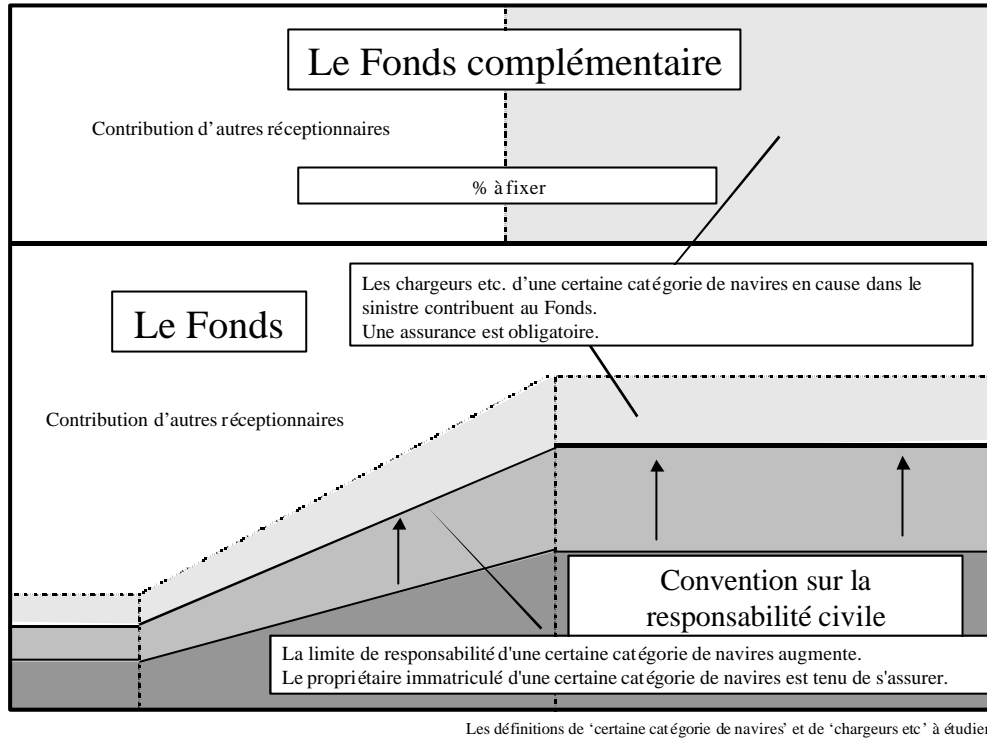 Le Fonds complémentaire
Contribution d'autres réceptionnaires
% à fixer
Les chargeurs etc. d'une certaine catégorie de navires en cause dans le
sinistre contribuent au Fonds.
Une assurance est obligatoire.
Le Fonds
Contribution d'autres réceptionnaires
Convention sur la
responsabilité civile
La limite de responsabilité d'une certaine catégorie de navires augmente.
Le propriétaire immatriculé d'une certaine catégorie de navires est tenu de s'assurer.
Les définitions de ‘certaine catégorie de navires’ et de ‘chargeurs etc’ à étudier